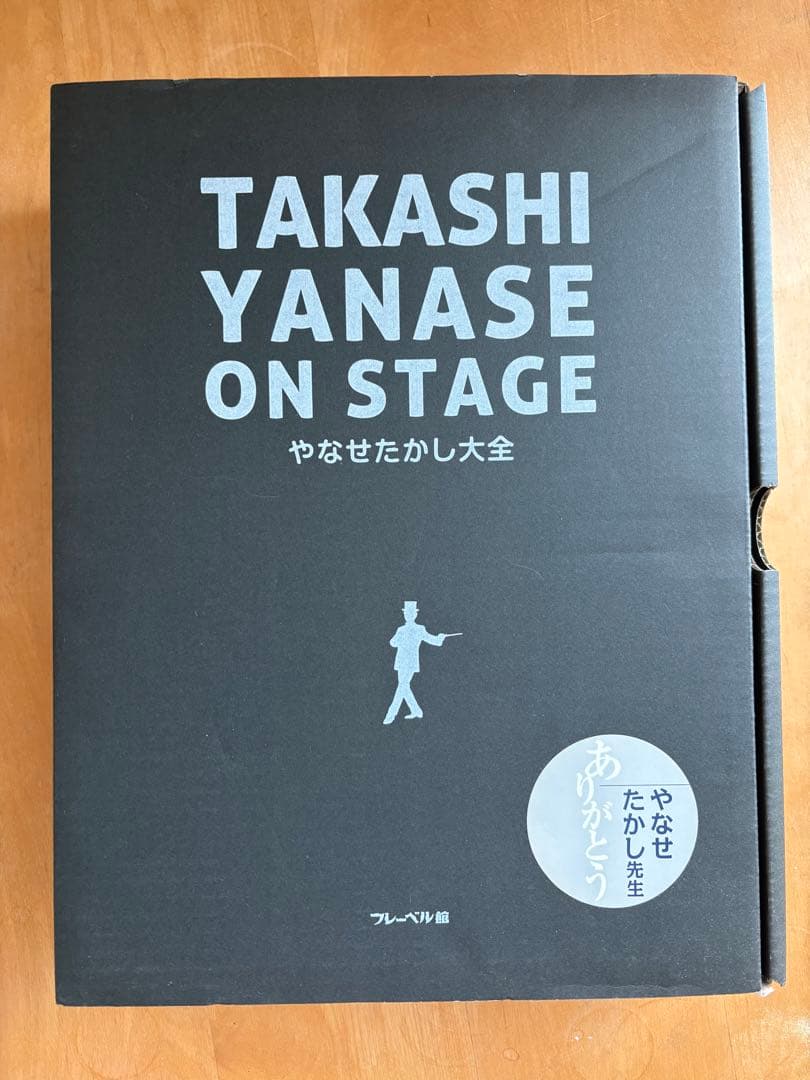 TAKASHI
YANASE
ON STAGE
やなせたかし大全
やなせ
たかし先生
ありがとう
フレーベル館